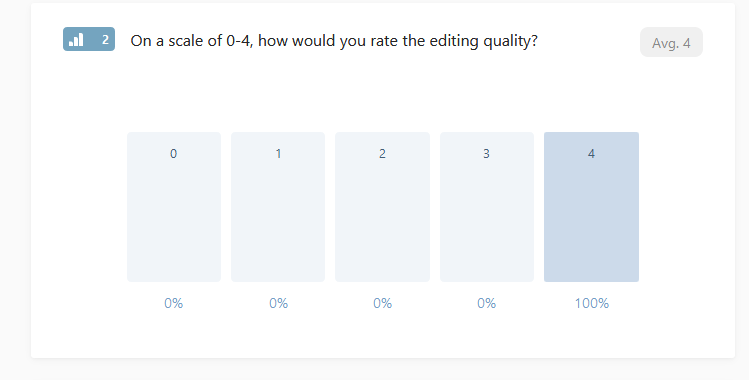 2 On a scale of 0-4, how would you rate the editing quality? Avg. 4
0 1 2 3 4
0% 0% 0% 0% 100%